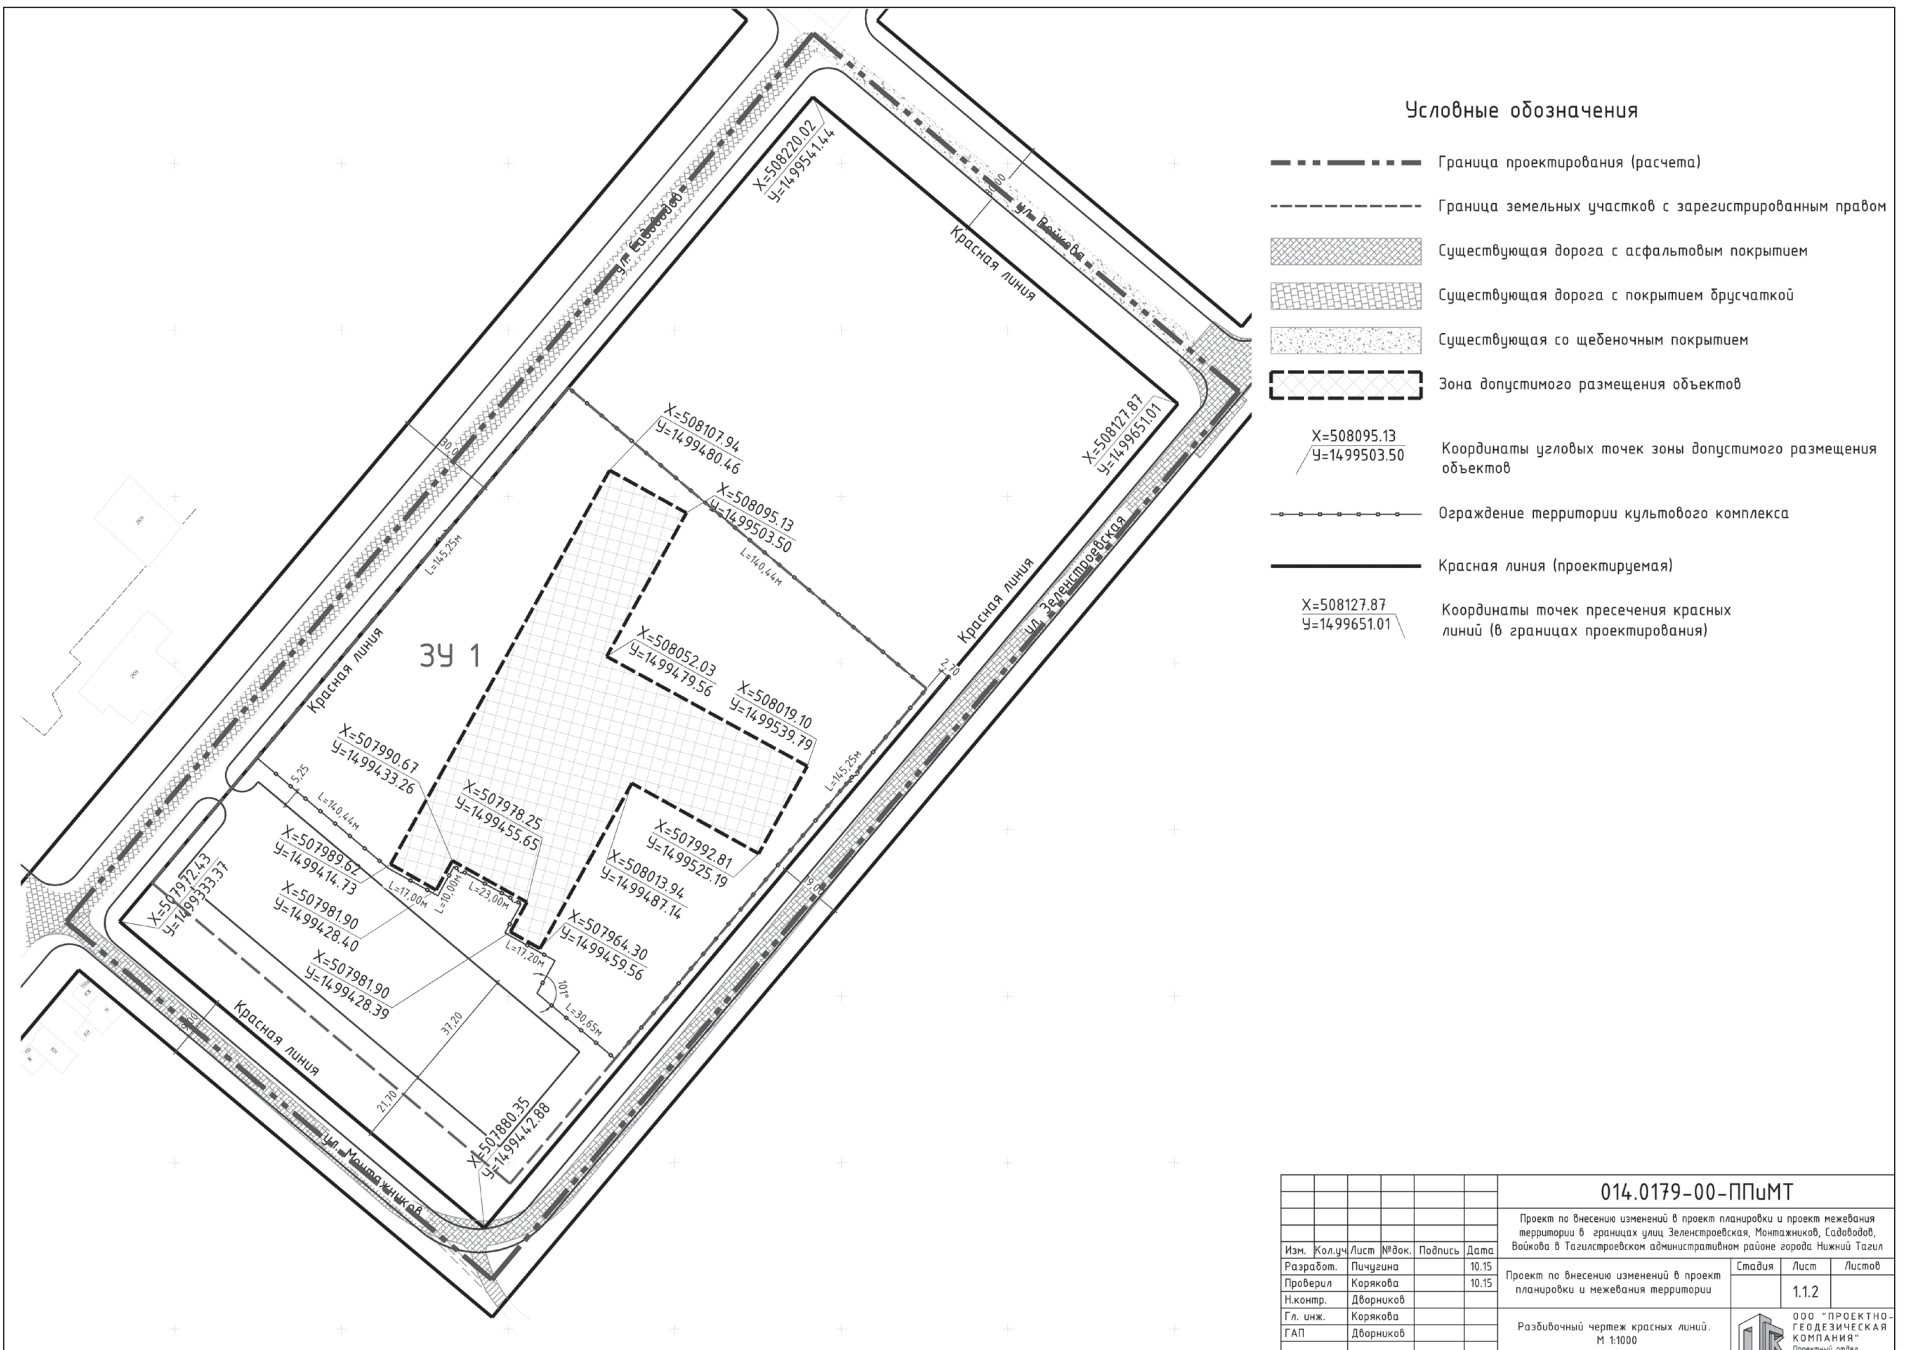 Условные обозначения
Граница проектирования (расчета)
Граница земельных участков с зарегистрированным правом
Существующая дорога с асфальтовым покрытием
Существующая дорога с покрытием брусчаткой
Существующая со щебеночным покрытием
Зона допустимого размещения объектов
X=508095.13
У=1499503.50
Координаты угловых точек зоны допустимого размещения
объектов
Ограждение территории культового комплекса
Красная линия (проектируемая)
X=508127.87
У=1499651.01
Координаты точек пресечения красных
линий (в границах проектирования)
X=508220.02
У=1499541.44
ул. Садоводов
ул. Войкова
Красная линия
X=508127.87
У=1499651.01
X=508107.94
У=1499480.46
X=508095.13
У=1499503.50
L=140,44м
L=145,25м
Красная линия
ЗУ 1
X=508052.03
У=1499479.56
X=508019.10
У=1499539.79
Красная линия
ул. Зеленстроевская
2,70
L=145,25м
X=507990.67
У=1499433.26
X=507978.25
У=1499455.65
5,25
L=140,44м
X=507989.62
У=1499414.73
X=507992.81
У=1499525.19
X=508013.94
У=1499487.14
X=507972.43
У=1499333.37
L=17,00м
L=10,00м
L=23,00м
X=507981.90
У=1499428.40
X=507964.30
У=1499459.56
L=17,20м
X=507981.90
У=1499428.39
101°
L=30,65м
37,20
21,70
Красная линия
X=507880.35
У=1499442.88
ул. Монтажников
014.0179-00-ППиМТ
Проект по внесению изменений в проект планировки и проект межевания
территории в границах улиц Зеленстроевская, Монтажников, Садоводов,
Войкова в Тагилстроевском административном районе города Нижний Тагил
Изм. Кол.уч Лист №док. Подпись Дата
Разработ. Пичугина 10.15
Проверил Корякова 10.15
Н.контр. Дворников
Гл. инж. Корякова
ГАП Дворников
Проект по внесению изменений в проект
планировки и межевания территории
Стадия Лист Листов
1.1.2
Разбивочный чертеж красных линий.
М 1:1000
ООО "ПРОЕКТНО-
ГЕОДЕЗИЧЕСКАЯ
КОМПАНИЯ"